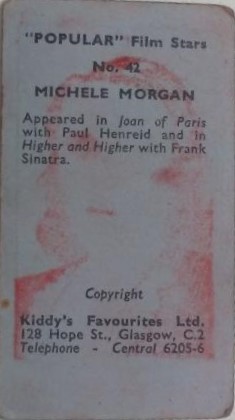 "POPULAR" Film Stars
No. 42
MICHELE MORGAN
Appeared in Joan of Paris
with Paul Henreid and in
Higher and Higher with Frank
Sinatra.
Copyright
Kiddy's Favourites Ltd.
128 Hope St., Glasgow, C.2
Telephone - Central 6205-6